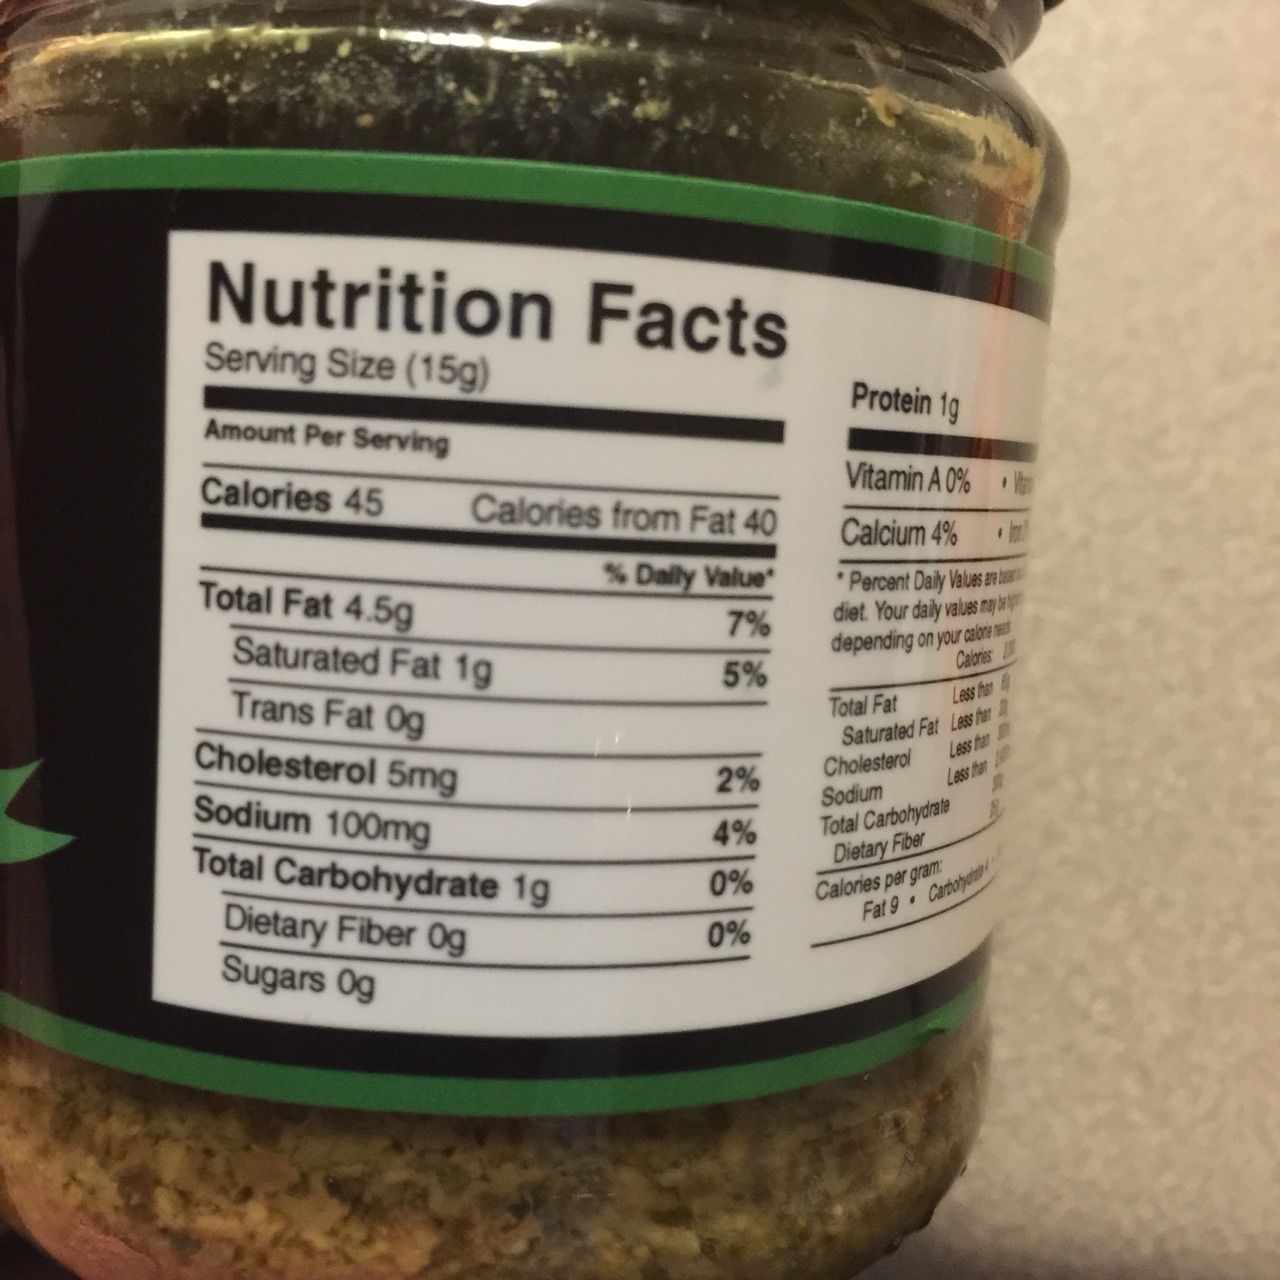 Nutrition Facts
Serving Size (15g)
Amount Per Serving
Calories 45 Calories from Fat 40
% Daily Value*
Total Fat 4.5g 7%
Saturated Fat 1g 5%
Trans Fat 0g
Cholesterol 5mg 2%
Sodium 100mg 4%
Total Carbohydrate 1g 0%
Dietary Fiber 0g 0%
Sugars 0g
Protein 1g
Vitamin A 0% •
Calcium 4% •
* Percent Daily Values are
diet. Your daily values may be
depending on your calorie
Calories:
Total Fat Less than
Saturated Fat Less than
Cholesterol Less than
Sodium Less than
Total Carbohydrate
Dietary Fiber
Calories per gram:
Fat 9 • Carbohydrate 4